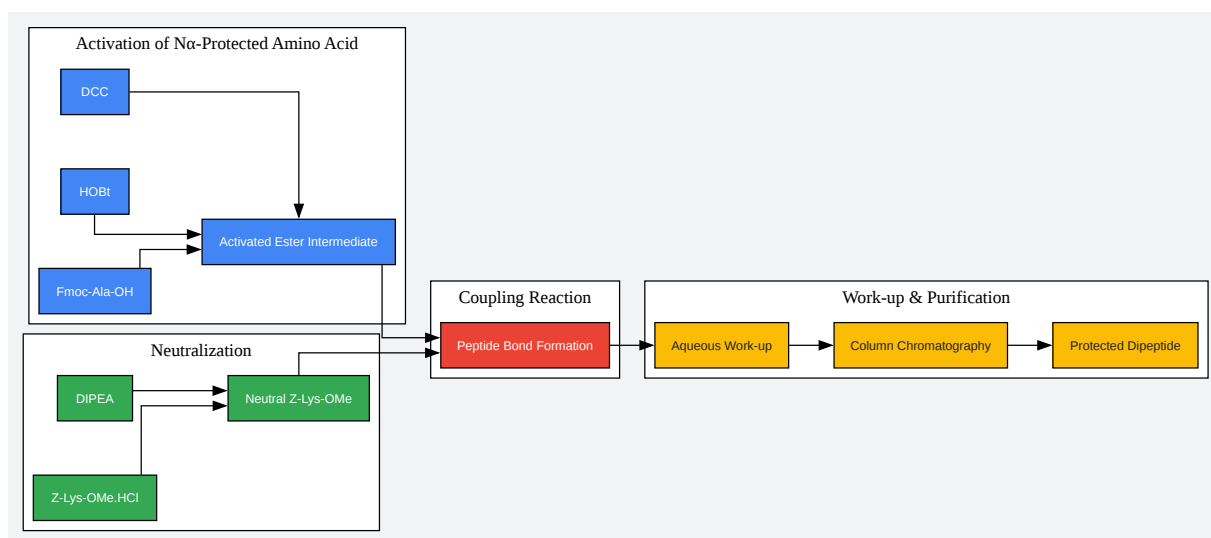 Activation of Nα-Protected Amino Acid
DCC
HOBt
Activated Ester Intermediate
Fmoc-Ala-OH
Neutralization
DIPEA
Neutral Z-Lys-OMe
Z-Lys-OMe.HCl
Coupling Reaction
Peptide Bond Formation
Work-up & Purification
Aqueous Work-up
Column Chromatography
Protected Dipeptide